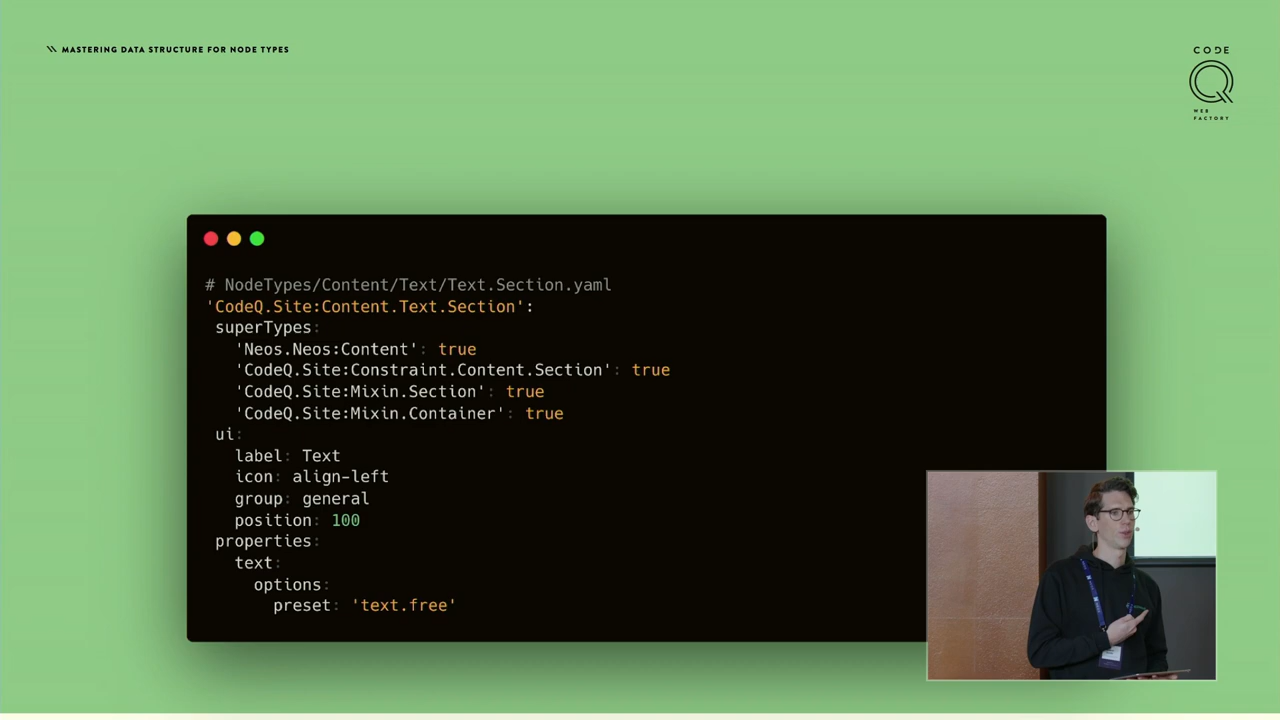 \\ MASTERING DATA STRUCTURE FOR NODE TYPES
CODE
Q
WEB
FACTORY
# NodeTypes/Content/Text/Text.Section.yaml
'CodeQ.Site:Content.Text.Section':
 superTypes:
   'Neos.Neos:Content': true
   'CodeQ.Site:Constraint.Content.Section': true
   'CodeQ.Site:Mixin.Section': true
   'CodeQ.Site:Mixin.Container': true
 ui:
   label: Text
   icon: align-left
   group: general
   position: 100
 properties:
   text:
     options:
       preset: 'text.free'